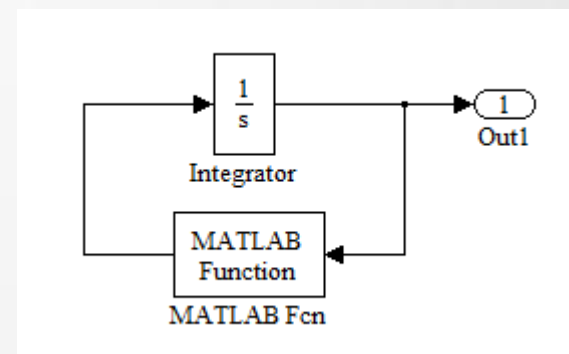 1
s
Integrator
1
Out1
MATLAB
Function
MATLAB Fcn